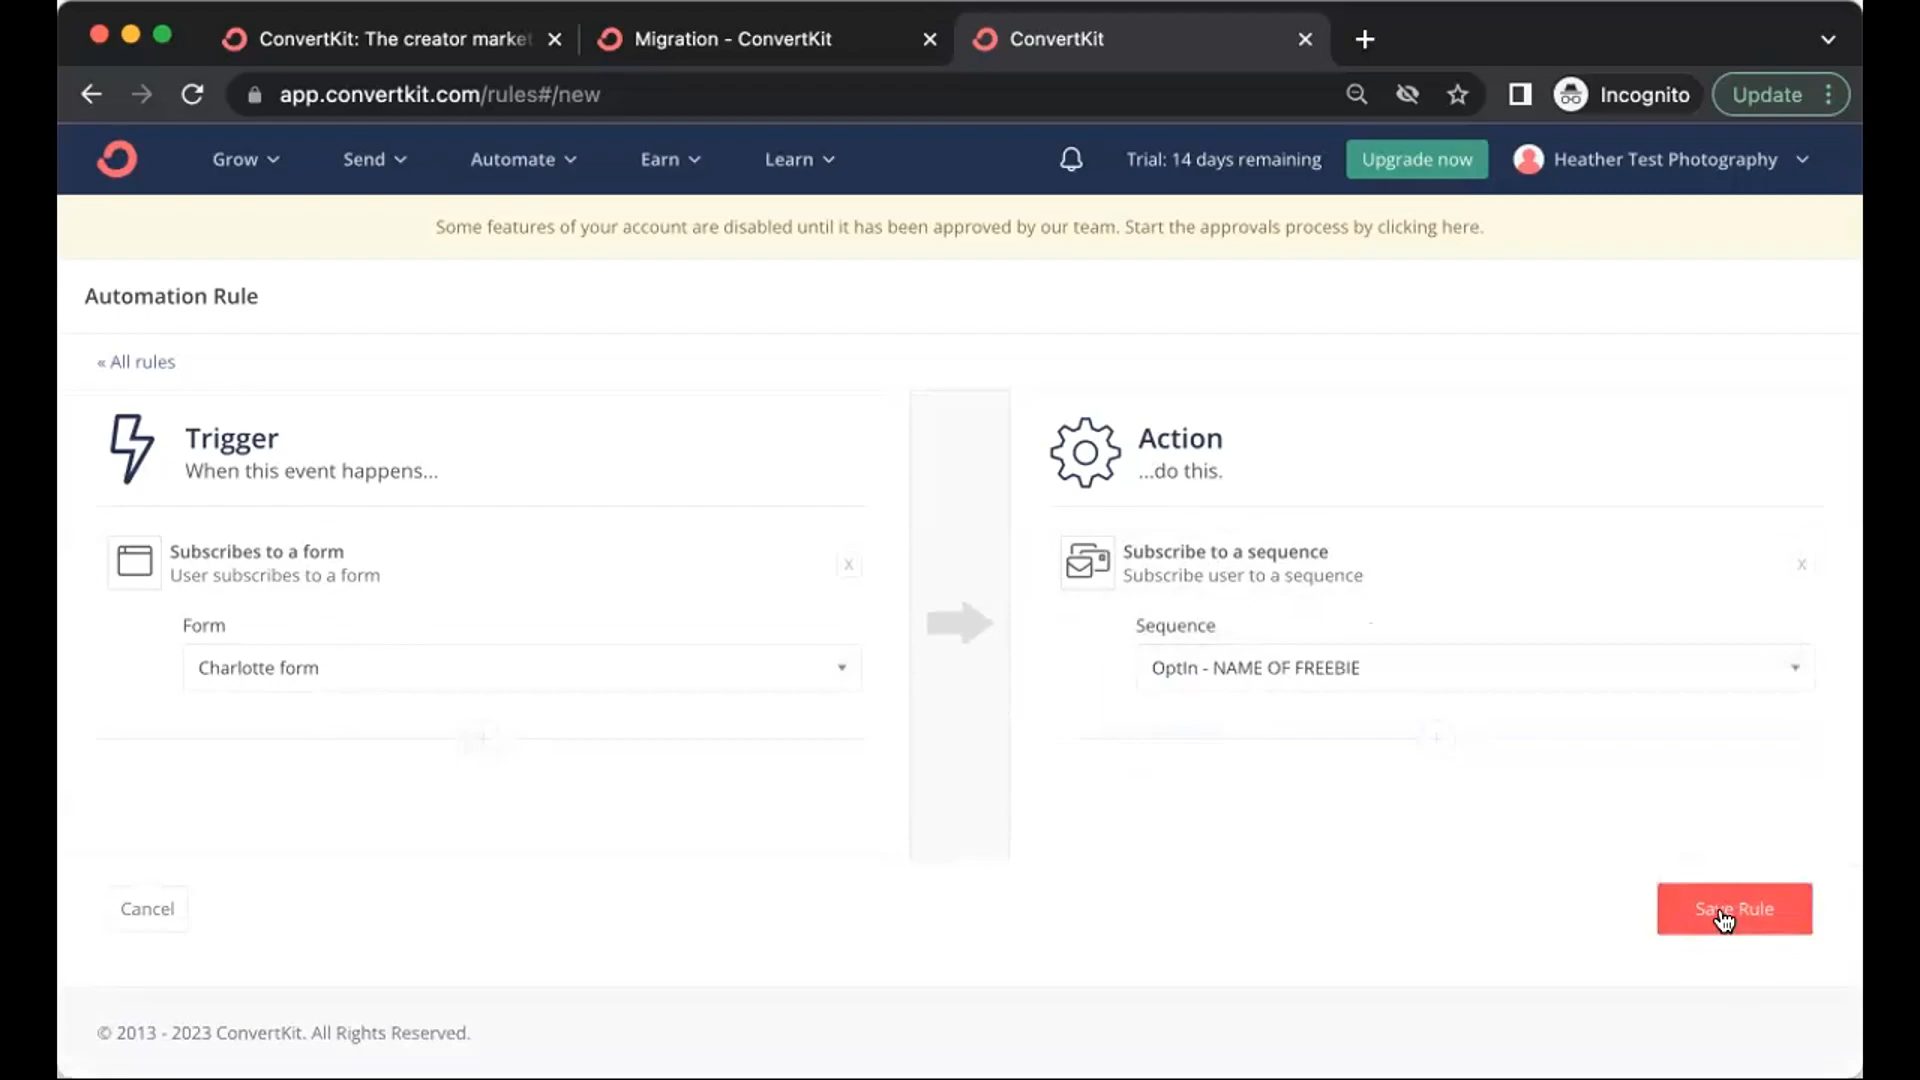 ConvertKit: The creator market
Migration - ConvertKit
ConvertKit
app.convertkit.com/rules#/new
Incognito
Update
Grow
Send
Automate
Earn
Learn
Trial: 14 days remaining
Upgrade now
Heather Test Photography
Some features of your account are disabled until it has been approved by our team. Start the approvals process by clicking here.
Automation Rule
« All rules
Trigger
When this event happens...
Action
...do this.
Subscribes to a form
User subscribes to a form
x
Form
Charlotte form
+
Subscribe to a sequence
Subscribe user to a sequence
x
Sequence
OptIn - NAME OF FREEBIE
+
Cancel
Save Rule
© 2013 - 2023 ConvertKit. All Rights Reserved.